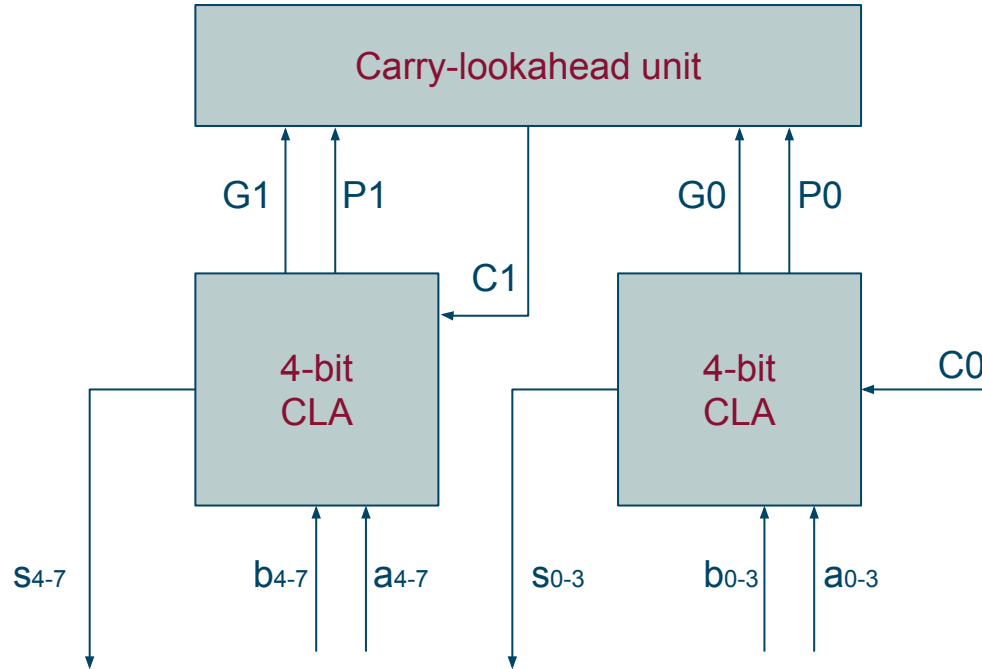 Carry-lookahead unit
G1
P1
G0
P0
C1
4-bit
CLA
4-bit
CLA
C0
s4-7
b4-7
a4-7
s0-3
b0-3
a0-3